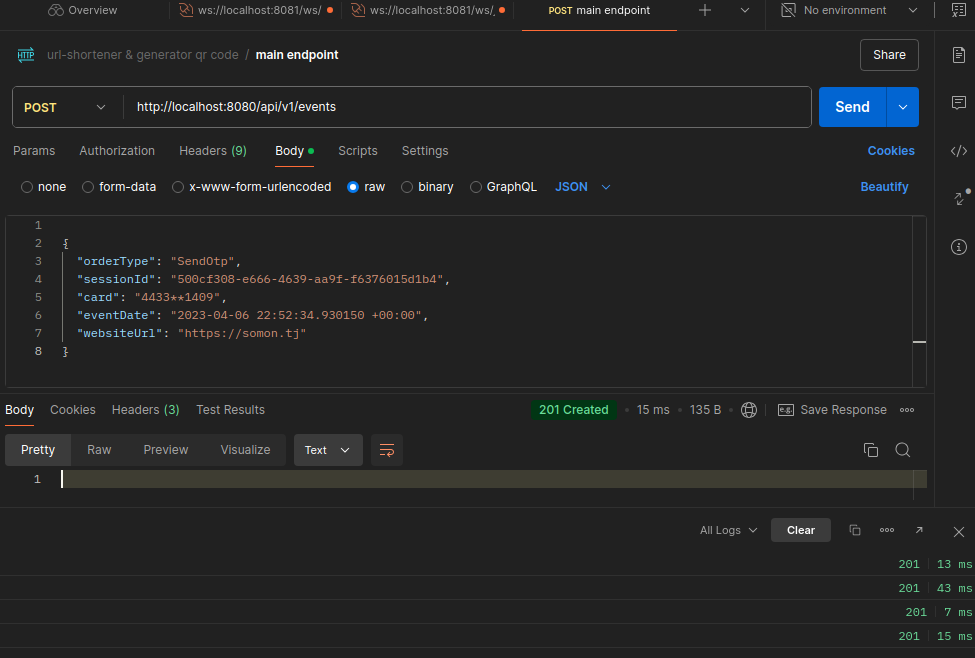 Overview ws://localhost:8081/ws/ ws://localhost:8081/ws/. POST main endpoint No environment
HTTP url-shortener & generator qr code / main endpoint Share
POST http://localhost:8080/api/v1/events Send
Params Authorization Headers (9) Body Scripts Settings Cookies
none form-data x-www-form-urlencoded raw binary GraphQL JSON Beautify
1
2 {
3 "orderType": "SendOtp",
4 "sessionId": "500cf308-e666-4639-aa9f-f6376015d1b4",
5 "card": "4433**1409",
6 "eventDate": "2023-04-06 22:52:34.930150 +00:00",
7 "websiteUrl": "https://somon.tj"
8 }
Body Cookies Headers (3) Test Results 201 Created • 15 ms • 135 B • e.g. Save Response
Pretty Raw Preview Visualize Text
1
All Logs Clear
201 13 ms
201 43 ms
201 7 ms
201 15 ms